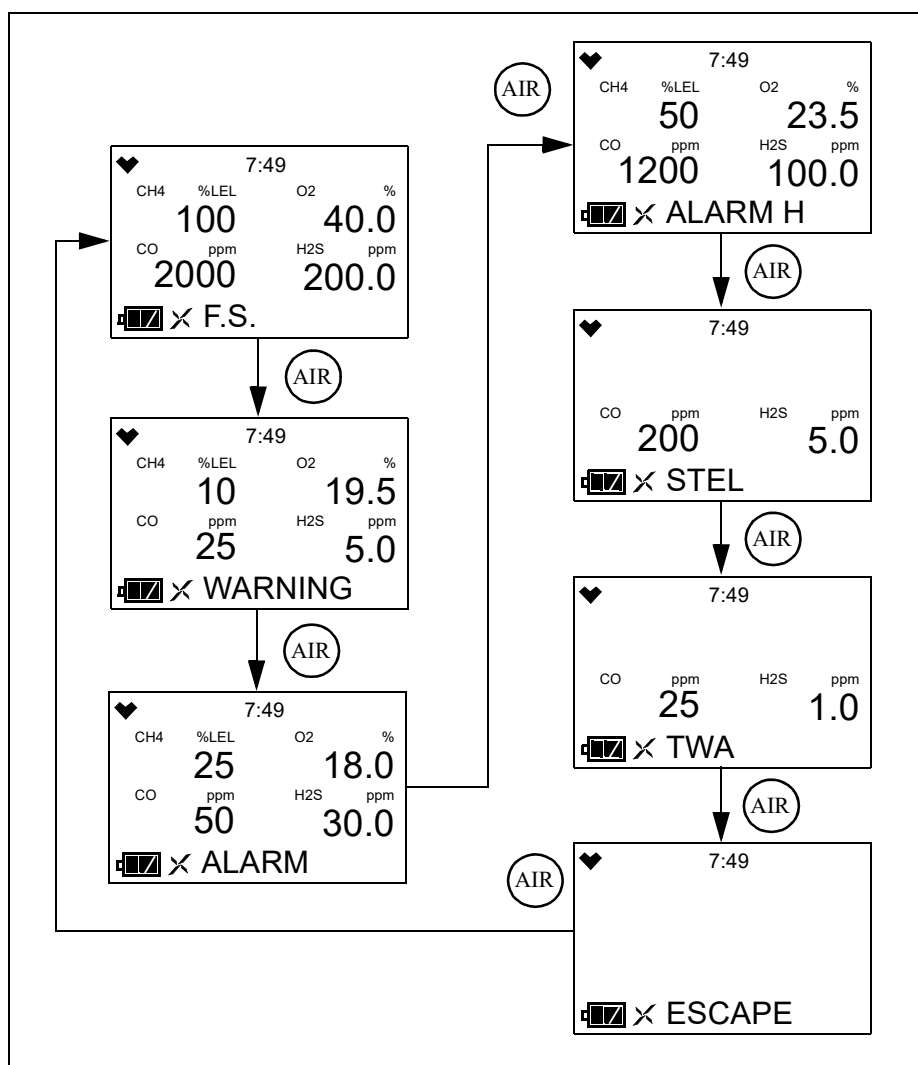 7:49
CH4 %LEL O2 %
100 40.0
CO ppm H2S ppm
2000 200.0
F.S.
AIR
7:49
CH4 %LEL O2 %
10 19.5
CO ppm H2S ppm
25 5.0
WARNING
AIR
7:49
CH4 %LEL O2 %
25 18.0
CO ppm H2S ppm
50 30.0
ALARM
AIR
7:49
CH4 %LEL O2 %
50 23.5
CO ppm H2S ppm
1200 100.0
ALARM H
AIR
7:49
CO ppm H2S ppm
200 5.0
STEL
AIR
7:49
CO ppm H2S ppm
25 1.0
TWA
AIR
7:49
ESCAPE
AIR